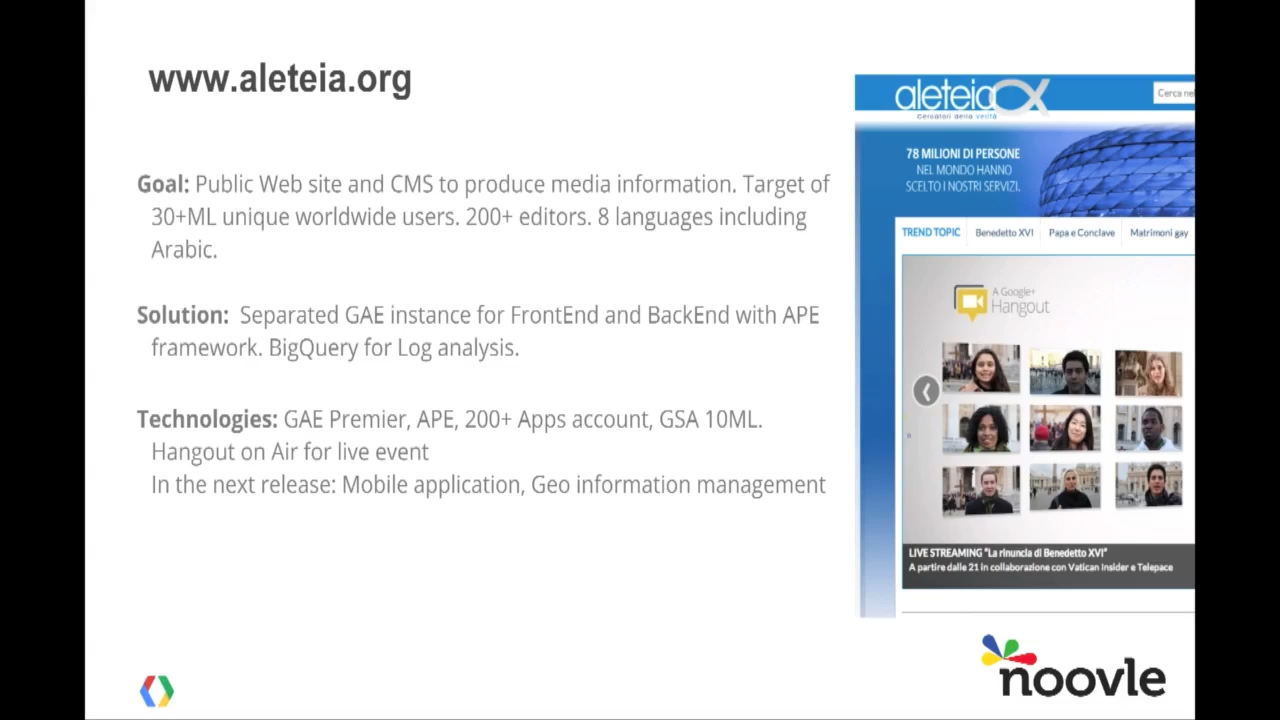 www.aleteia.org
Goal: Public Web site and CMS to produce media information. Target of
30+ML unique worldwide users. 200+ editors. 8 languages including
Arabic.
Solution: Separated GAE instance for FrontEnd and BackEnd with APE
framework. BigQuery for Log analysis.
Technologies: GAE Premier, APE, 200+ Apps account, GSA 10ML.
Hangout on Air for live event
In the next release: Mobile application, Geo information management
aleteia
Cercatori della verità
Cerca nel
78 MILIONI DI PERSONE
NEL MONDO HANNO
SCELTO I NOSTRI SERVIZI.
TREND TOPIC Benedetto XVI Papa e Conclave Matrimoni gay
A Google+
Hangout
LIVE STREAMING "La rinuncia di Benedetto XVI"
A partire dalle 21 in collaborazione con Vatican Insider e Telepace
noovle